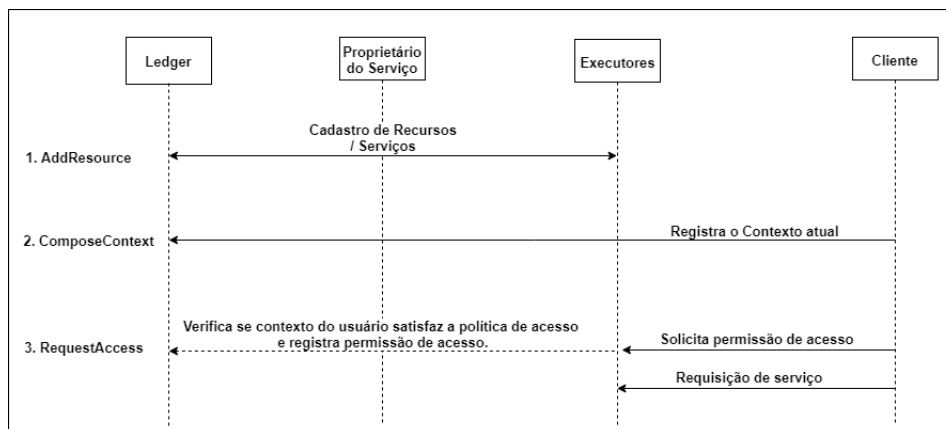 Ledger
Proprietário
do Serviço
Executores
Cliente
Cadastro de Recursos
/ Serviços
1. AddResource
2. ComposeContext
Registra o Contexto atual
Verifica se contexto do usuário satisfaz a política de acesso
e registra permissão de acesso.
3. RequestAccess
Solicita permissão de acesso
Requisição de serviço